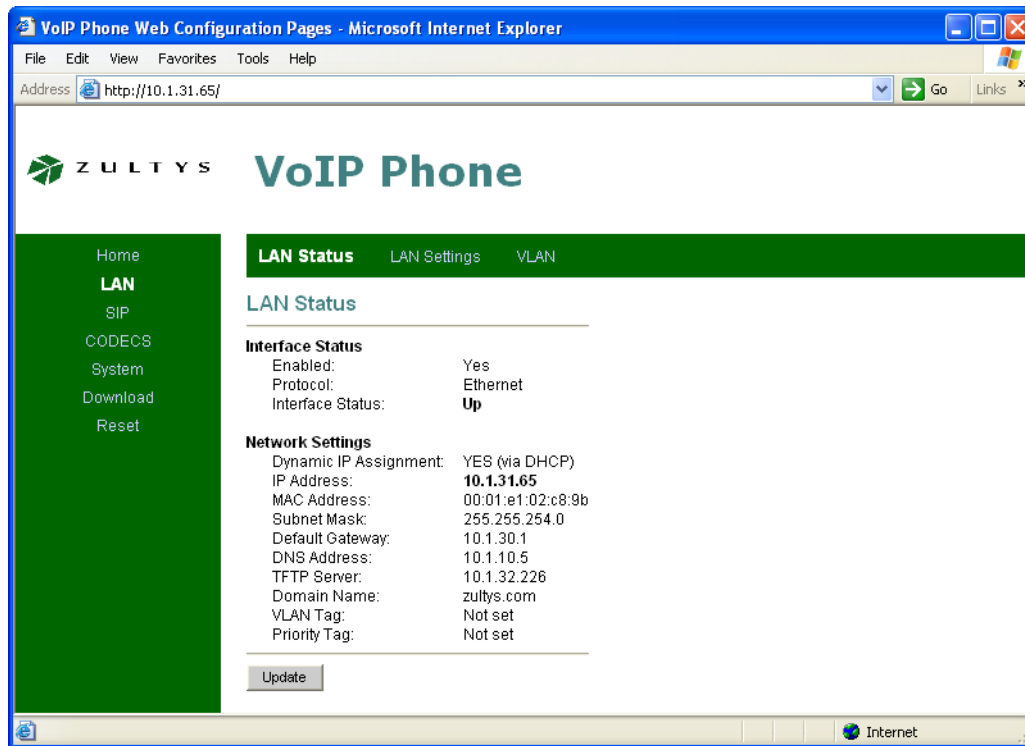 VoIP Phone Web Configuration Pages - Microsoft Internet Explorer
File Edit View Favorites Tools Help
Address http://10.1.31.65/ Go Links »
ZULTYS VoIP Phone
Home
LAN
SIP
CODECS
System
Download
Reset
LAN Status LAN Settings VLAN
LAN Status
Interface Status
Enabled: Yes
Protocol: Ethernet
Interface Status: Up
Network Settings
Dynamic IP Assignment: YES (via DHCP)
IP Address: 10.1.31.65
MAC Address: 00:01:e1:02:c8:9b
Subnet Mask: 255.255.254.0
Default Gateway: 10.1.30.1
DNS Address: 10.1.10.5
TFTP Server: 10.1.32.226
Domain Name: zultys.com
VLAN Tag: Not set
Priority Tag: Not set
Update
Internet